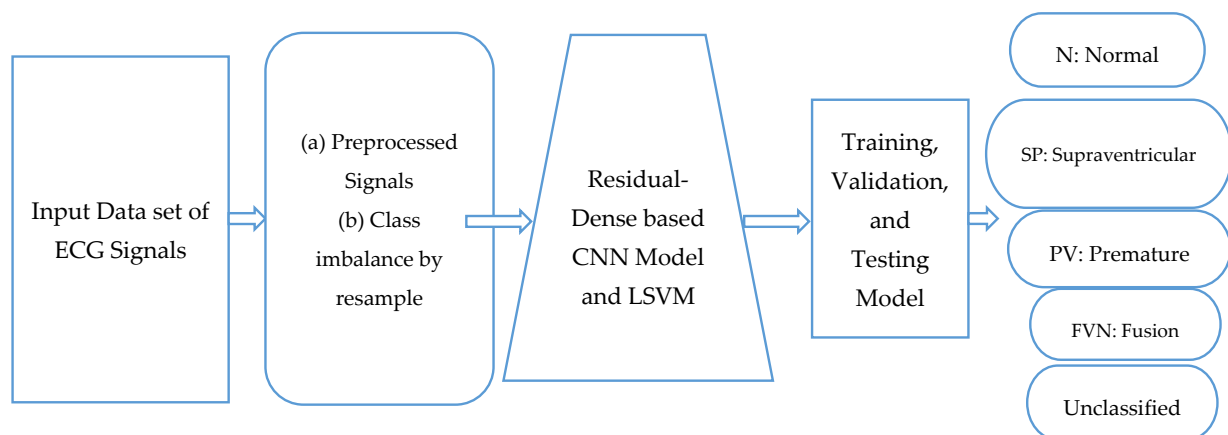 Input Data set of
ECG Signals
(a) Preprocessed
Signals
(b) Class
imbalance by
resample
Residual-
Dense based
CNN Model
and LSVM
Training,
Validation,
and
Testing
Model
N: Normal
SP: Supraventricular
PV: Premature
FVN: Fusion
Unclassified